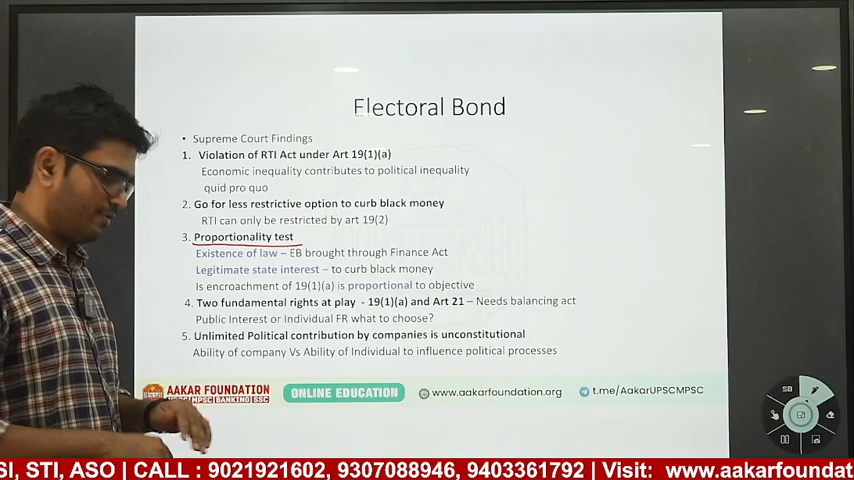 Electoral Bond
• Supreme Court Findings
1. Violation of RTI Act under Art 19(1)(a)
Economic inequality contributes to political inequality
quid pro quo
2. Go for less restrictive option to curb black money
RTI can only be restricted by art 19(2)
3. Proportionality test
Existence of law – EB brought through Finance Act
Legitimate state interest – to curb black money
Is encroachment of 19(1)(a) is proportional to objective
4. Two fundamental rights at play - 19(1)(a) and Art 21 – Needs balancing act
Public Interest or Individual FR what to choose?
5. Unlimited Political contribution by companies is unconstitutional
Ability of company Vs Ability of Individual to influence political processes
AAKAR FOUNDATION
UPSC MPSC BANKING SSC
ONLINE EDUCATION
www.aakarfoundation.org
t.me/AakarUPSCMPSC
SI, STI, ASO | CALL : 9021921602, 9307088946, 9403361792 | Visit: www.aakarfoundat